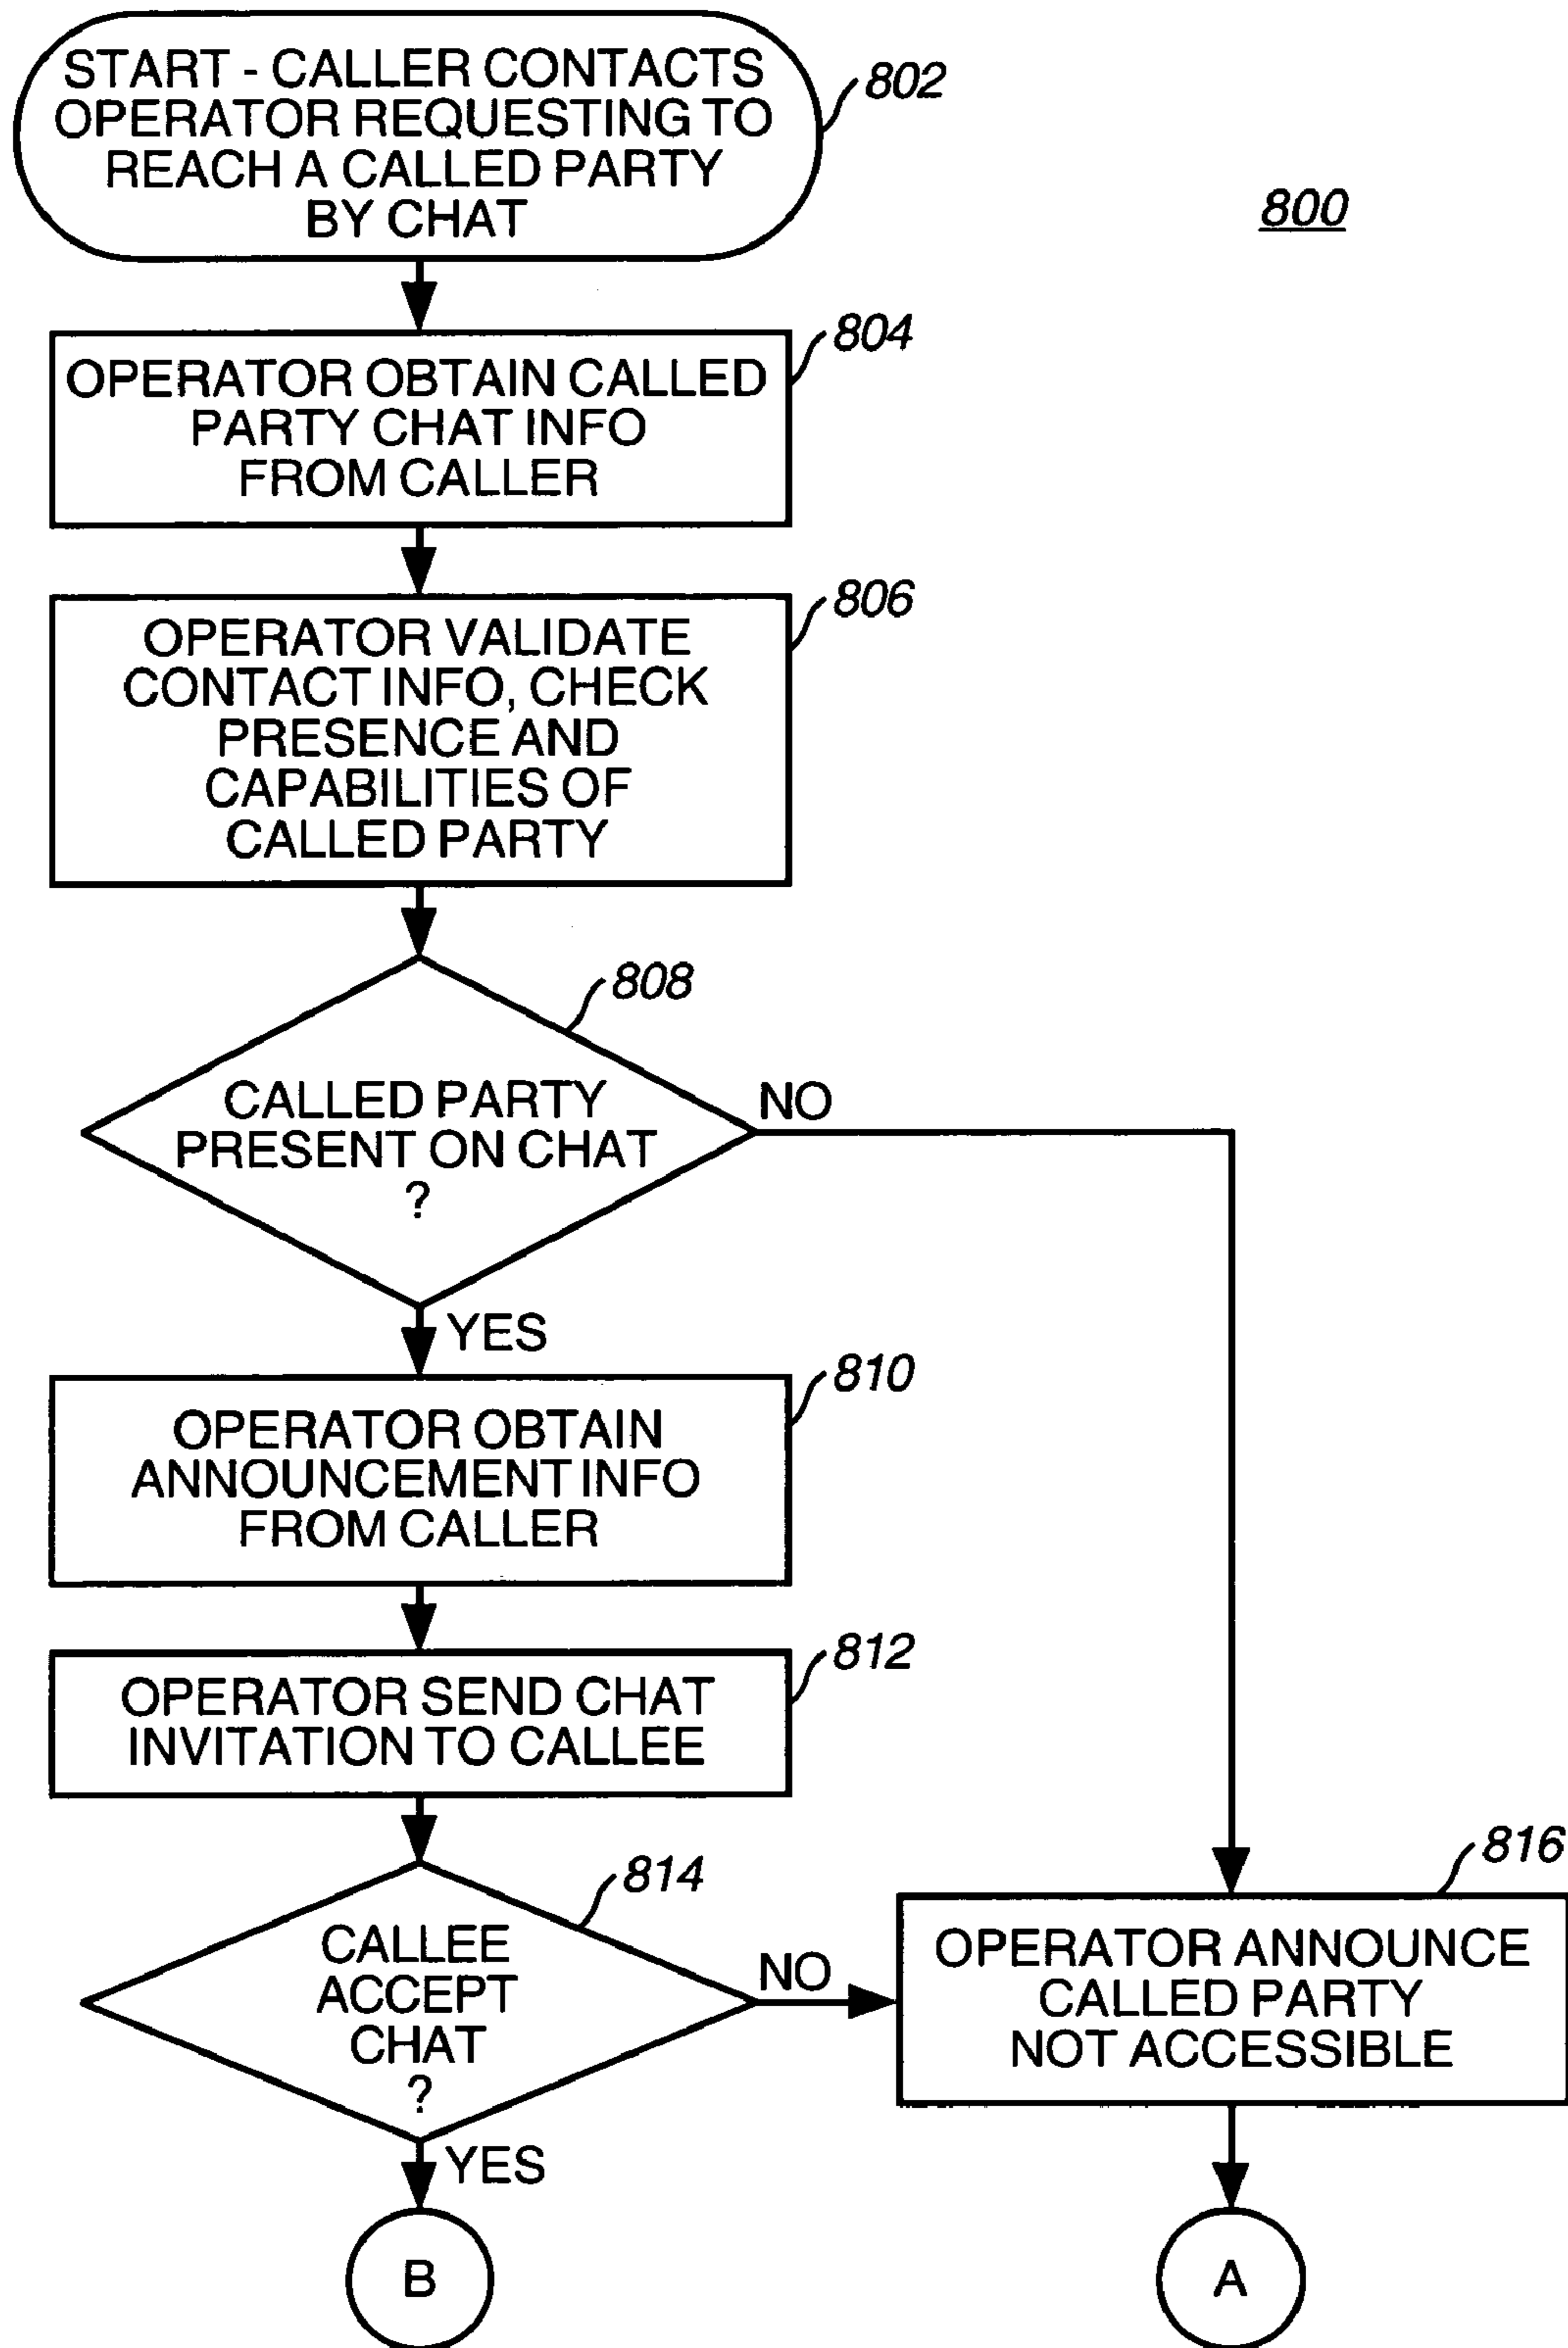 START - CALLER CONTACTS
OPERATOR REQUESTING TO
REACH A CALLED PARTY
BY CHAT
802
800
804
OPERATOR OBTAIN CALLED
PARTY CHAT INFO
FROM CALLER
806
OPERATOR VALIDATE
CONTACT INFO, CHECK
PRESENCE AND
CAPABILITIES OF
CALLED PARTY
808
CALLED PARTY
PRESENT ON CHAT
?
NO
YES
810
OPERATOR OBTAIN
ANNOUNCEMENT INFO
FROM CALLER
812
OPERATOR SEND CHAT
INVITATION TO CALLEE
814
CALLEE
ACCEPT
CHAT
?
NO
YES
816
OPERATOR ANNOUNCE
CALLED PARTY
NOT ACCESSIBLE
B
A